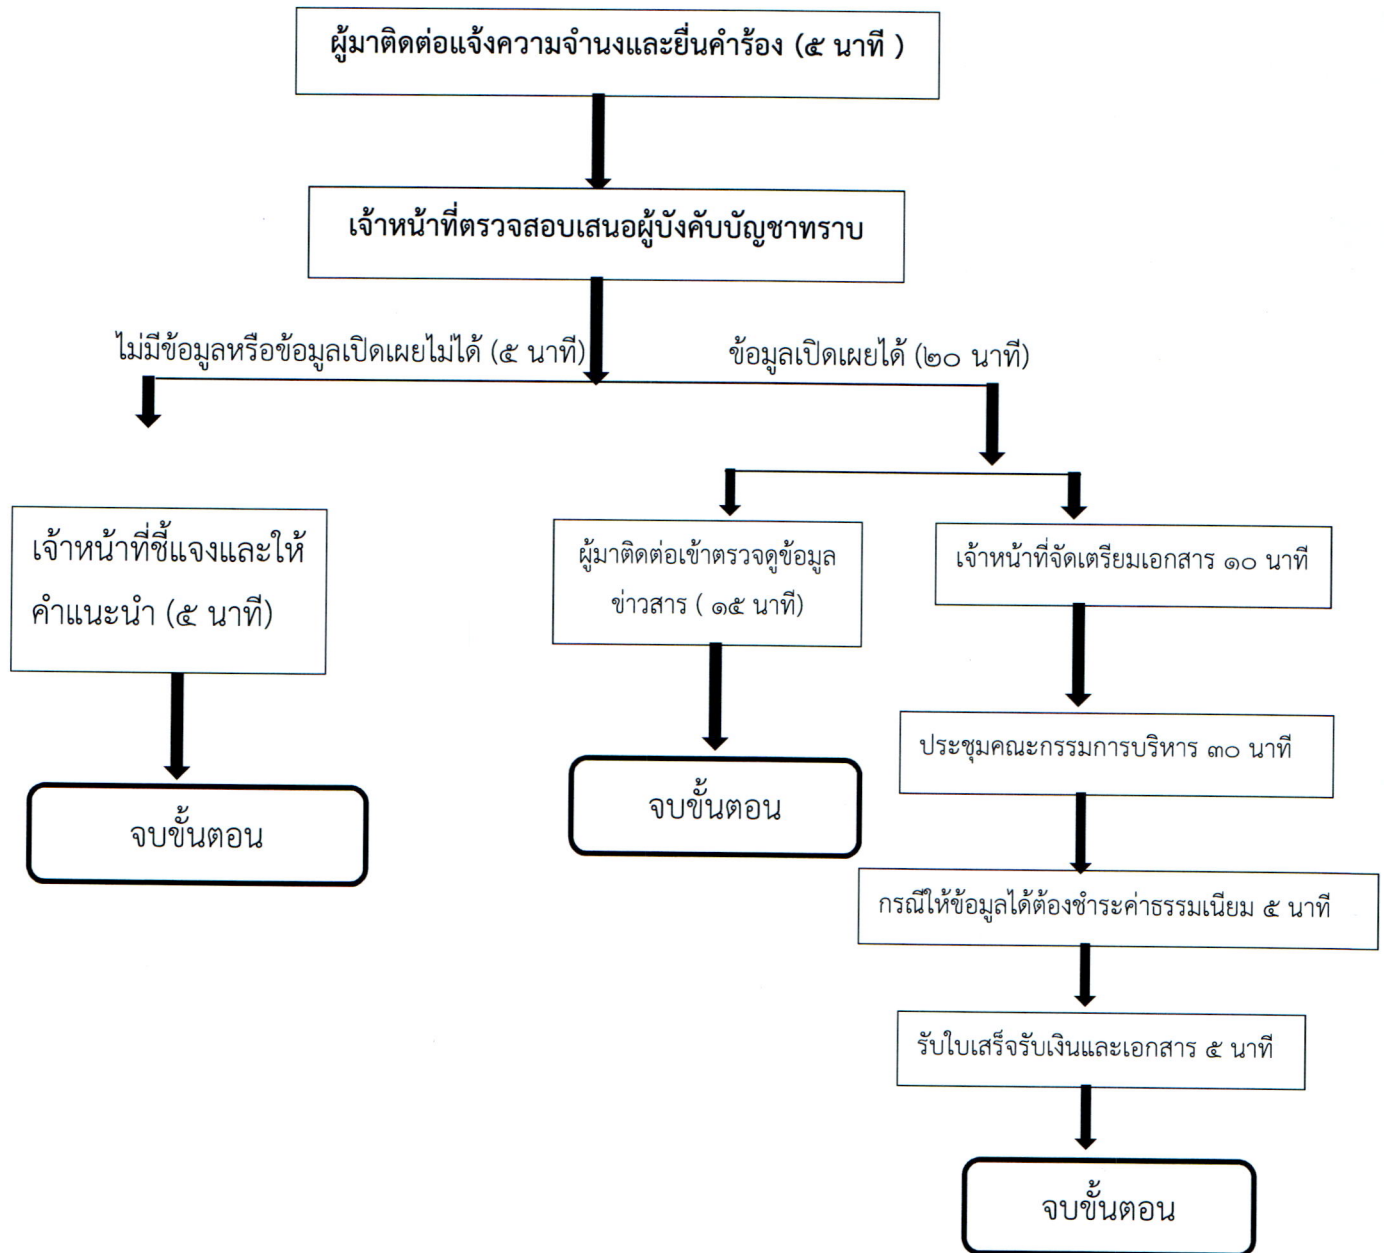 ผู้มาติดต่อแจ้งความจำนงและยื่นคำร้อง (๕ นาที )
เจ้าหน้าที่ตรวจสอบเสนอผู้บังคับบัญชาทราบ
ไม่มีข้อมูลหรือข้อมูลเปิดเผยไม่ได้ (๕ นาที)
ข้อมูลเปิดเผยได้ (๒๐ นาที)
เจ้าหน้าที่ชี้แจงและให้
คำแนะนำ (๕ นาที)
จบขั้นตอน
ผู้มาติดต่อเข้าตรวจดูข้อมูล
ข่าวสาร ( ๑๕ นาที)
จบขั้นตอน
เจ้าหน้าที่จัดเตรียมเอกสาร ๑๐ นาที
ประชุมคณะกรรมการบริหาร ๓๐ นาที
กรณีให้ข้อมูลได้ต้องชำระค่าธรรมเนียม ๕ นาที
รับใบเสร็จรับเงินและเอกสาร ๕ นาที
จบขั้นตอน